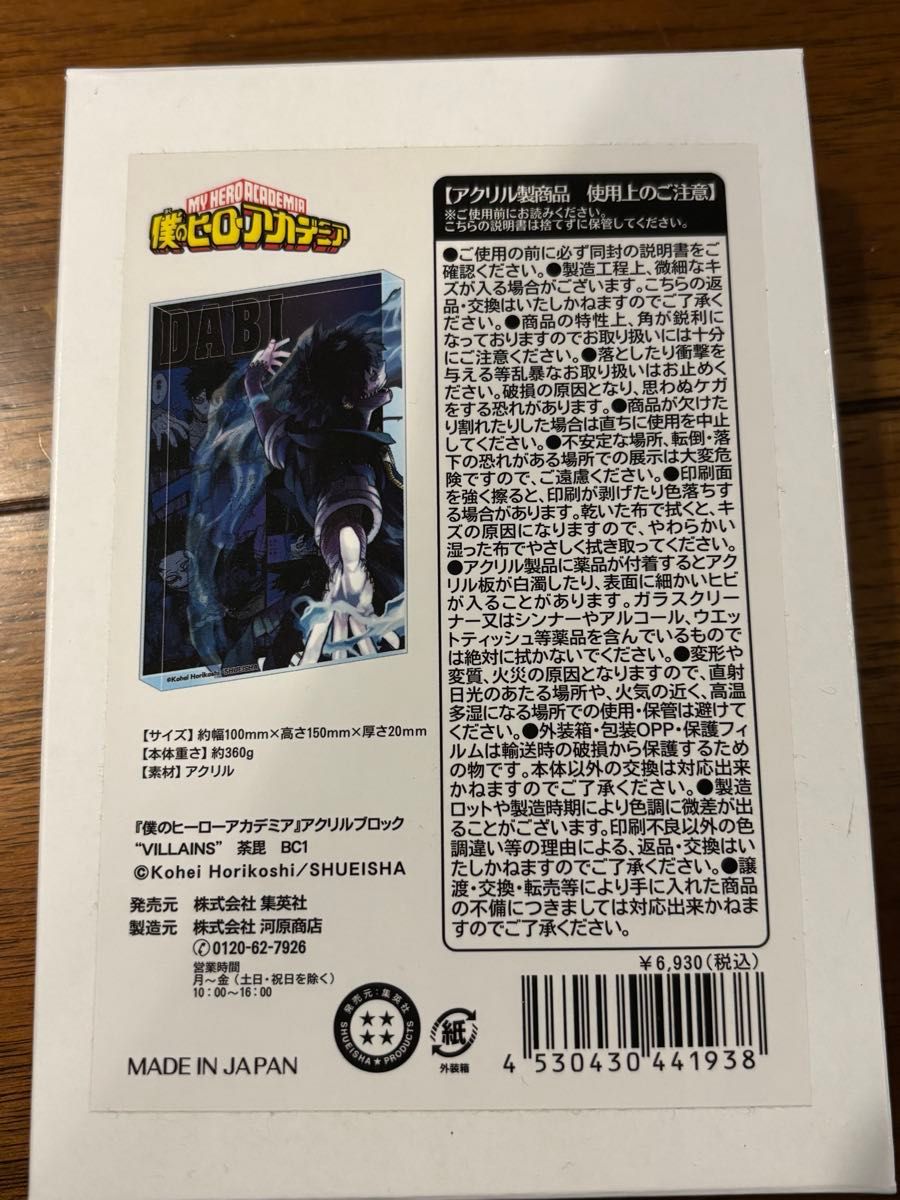 MY HERO ACADEMIA
僕のヒーローアカデミア
DABI
©Kohei Horikoshi/SHUEISHA
【サイズ】約幅100mm×高さ150mm×厚さ20mm
【本体重さ】約360g
【素材】アクリル
『僕のヒーローアカデミア』アクリルブロック
“VILLAINS” 荼毘 BC1
©Kohei Horikoshi/SHUEISHA
発売元 株式会社 集英社
製造元 株式会社 河原商店
0120-62-7926
営業時間
月~金(土日・祝日を除く)
10:00~16:00
MADE IN JAPAN
発売元:集英社
SHUEISHA★PRODUCTS
紙
外装箱
【アクリル製商品 使用上のご注意】
※ご使用前にお読みください。
こちらの説明書は捨てずに保管してください。
●ご使用の前に必ず同封の説明書をご
確認ください。●製造工程上、微細なキ
ズが入る場合がございます。こちらの返
品・交換はいたしかねますのでご了承く
ださい。●商品の特性上、角が鋭利に
なっておりますのでお取り扱いには十分
にご注意ください。●落としたり衝撃を
与える等乱暴なお取り扱いはお止めく
ださい。破損の原因となり、思わぬケガ
をする恐れがあります。●商品が欠けた
り割れたりした場合は直ちに使用を中止
してください。●不安定な場所、転倒・落
下の恐れがある場所での展示は大変危
険ですので、ご遠慮ください。●印刷面
を強く擦ると、印刷が剥げたり色落ちす
る場合があります。乾いた布で拭くと、キ
ズの原因になりますので、やわらかい
湿った布でやさしく拭き取ってください。
●アクリル製品に薬品が付着するとアク
リル板が白濁したり、表面に細かいヒビ
が入ることがあります。ガラスクリー
ナー又はシンナーやアルコール、ウエッ
トティッシュ等薬品を含んでいるもので
は絶対に拭かないでください。●変形や
変質、火災の原因となりますので、直射
日光のあたる場所や、火気の近く、高温
多湿になる場所での使用・保管は避けて
ください。●外装箱・包装OPP・保護フィ
ルムは輸送時の破損から保護するため
の物です。本体以外の交換は対応出来
かねますのでご了承ください。●製造
ロットや製造時期により色調に微差が出
ることがございます。印刷不良以外の色
調違い等の理由による、返品・交換はい
たしかねますのでご了承ください。●譲
渡・交換・転売等により手に入れた商品
の不備につきましては対応出来かねま
すのでご了承ください。
¥6,930(税込)
4 530430 441938